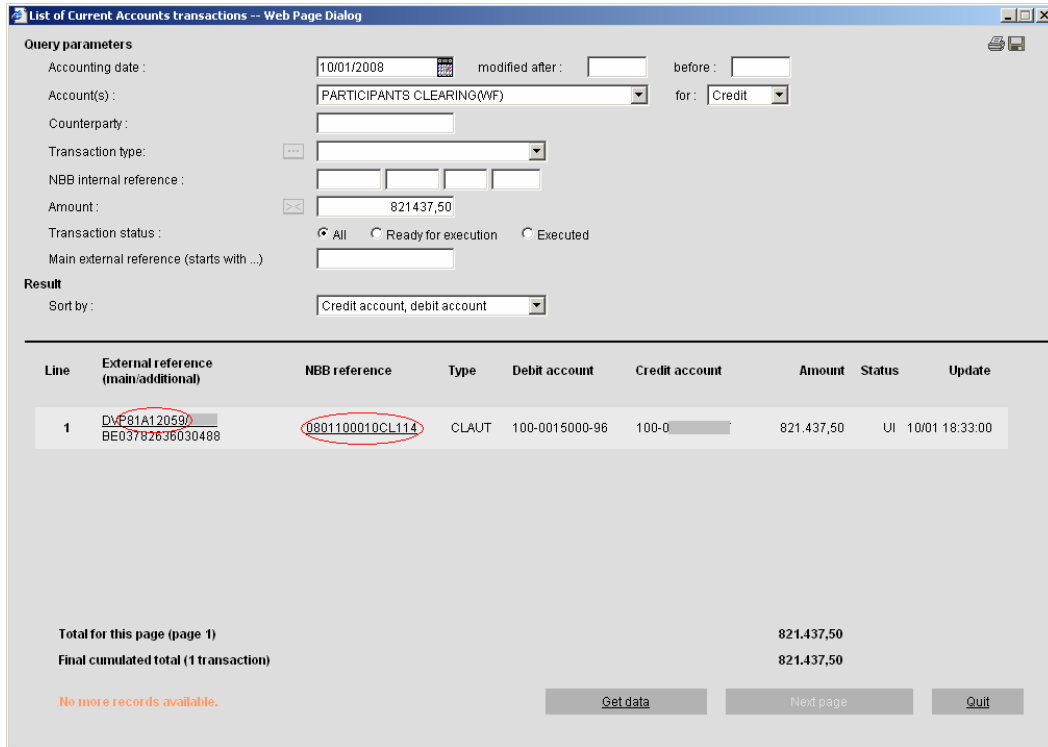 List of Current Accounts transactions -- Web Page Dialog
Query parameters
Accounting date : 10/01/2008 modified after : before :
Account(s) : PARTICIPANTS CLEARING(WF) for : Credit
Counterparty :
Transaction type: ...
NBB internal reference :
Amount : >< 821437,50
Transaction status : All Ready for execution Executed
Main external reference (starts with ...)
Result
Sort by : Credit account, debit account
Line External reference (main/additional) NBB reference Type Debit account Credit account Amount Status Update
1 DVP81A12059/ 0801100010CL114 CLAUT 100-0015000-96 100-0 821.437,50 UI 10/01 18:33:00
BE03782636030488
Total for this page (page 1) 821.437,50
Final cumulated total (1 transaction) 821.437,50
No more records available. Get data Next page Quit